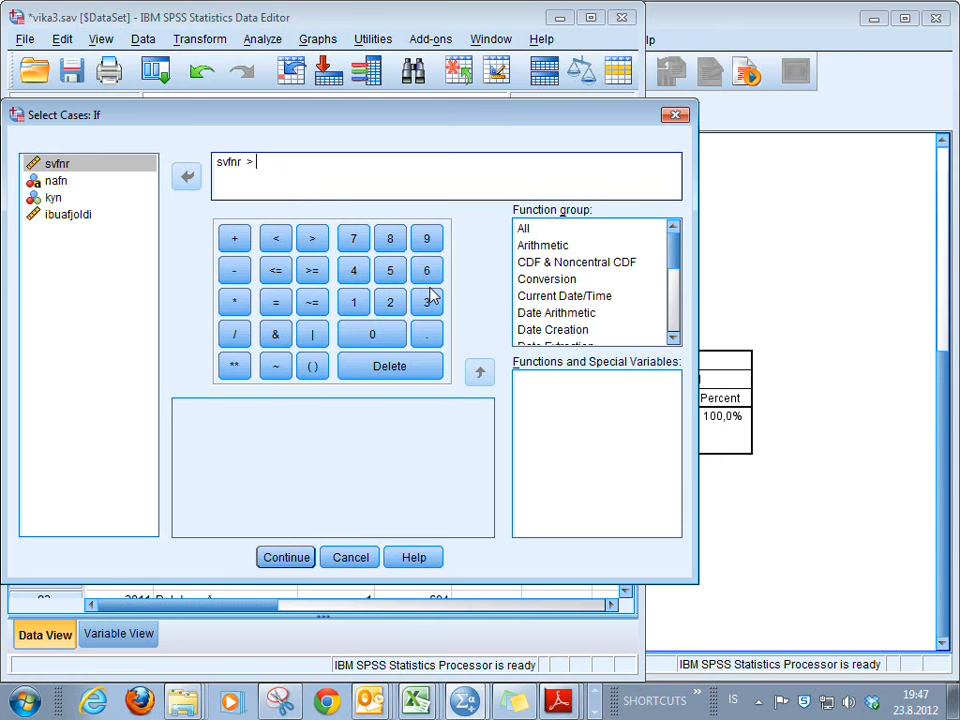 *vika3.sav [$DataSet] - IBM SPSS Statistics Data Editor
File Edit View Data Transform Analyze Graphs Utilities Add-ons Window Help
lp
Select Cases: If
svfnr
nafn
kyn
ibuafjoldi
svfnr >
+ < > 7 8 9
- <= >= 4 5 6
* = ~= 1 2 3
/ & | 0 .
** ~ ( ) Delete
Function group:
All
Arithmetic
CDF & Noncentral CDF
Conversion
Current Date/Time
Date Arithmetic
Date Creation
Date Extraction
Functions and Special Variables:
Percent
100,0%
Continue Cancel Help
Data View Variable View
IBM SPSS Statistics Processor is ready
IBM SPSS Statistics Processor is ready
SHORTCUTS » IS
19:47
23.8.2012